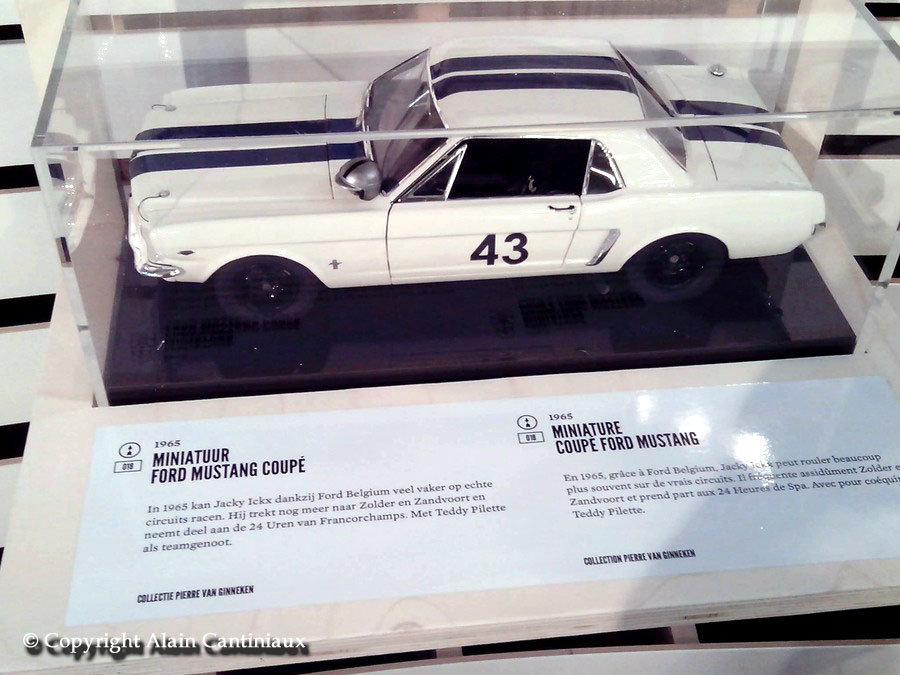 43
1965
018
MINIATUUR
FORD MUSTANG COUPÉ
In 1965 kan Jacky Ickx dankzij Ford Belgium veel vaker op echte
circuits racen. Hij trekt nog meer naar Zolder en Zandvoort en
neemt deel aan de 24 Uren van Francorchamps. Met Teddy Pilette
als teamgenoot.
COLLECTIE PIERRE VAN GINNEKEN
1965
018
MINIATURE
COUPÉ FORD MUSTANG
En 1965, grâce à Ford Belgium, Jacky Ickx peut rouler beaucoup
plus souvent sur de vrais circuits. Il fréquente assidûment Zolder e
Zandvoort et prend part aux 24 Heures de Spa. Avec pour coéquip
Teddy Pilette.
COLLECTION PIERRE VAN GINNEKEN
© Copyright Alain Cantiniaux